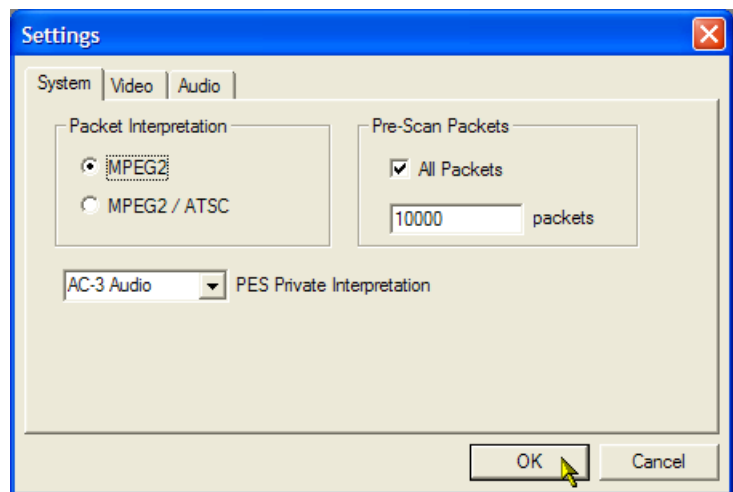 Settings
System Video Audio
Packet Interpretation
MPEG2
MPEG2 / ATSC
Pre-Scan Packets
All Packets
10000 packets
AC-3 Audio PES Private Interpretation
OK Cancel